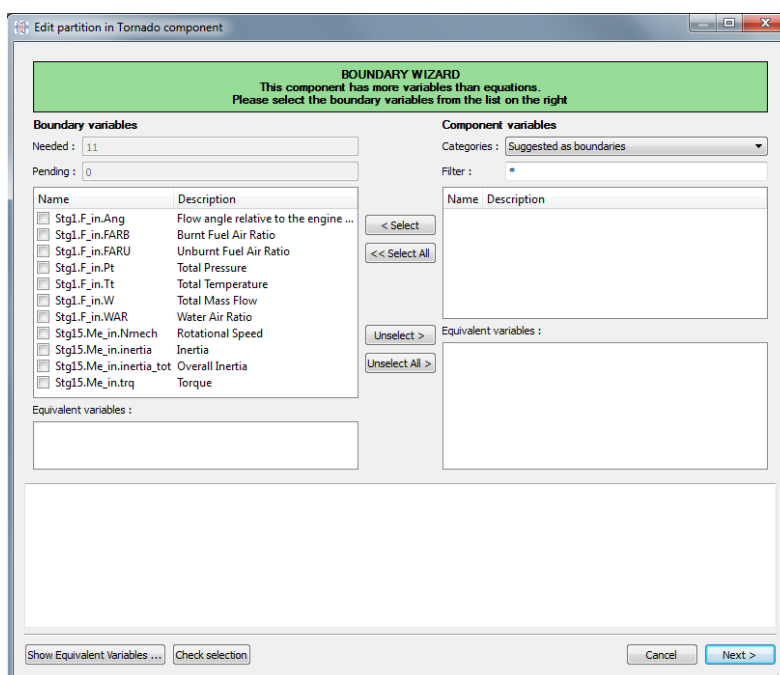 Edit partition in Tornado component
BOUNDARY WIZARD
This component has more variables than equations.
Please select the boundary variables from the list on the right
Boundary variables
Needed : 11
Pending : 0
Name Description
Stg1.F_in.Ang Flow angle relative to the engine ...
Stg1.F_in.FARB Burnt Fuel Air Ratio
Stg1.F_in.FARU Unburnt Fuel Air Ratio
Stg1.F_in.Pt Total Pressure
Stg1.F_in.Tt Total Temperature
Stg1.F_in.W Total Mass Flow
Stg1.F_in.WAR Water Air Ratio
Stg15.Me_in.Nmech Rotational Speed
Stg15.Me_in.inertia Inertia
Stg15.Me_in.inertia_tot Overall Inertia
Stg15.Me_in.trq Torque
Equivalent variables :
< Select
<< Select All
Unselect >
Unselect All >
Component variables
Categories : Suggested as boundaries
Filter : *
Name Description
Equivalent variables :
Show Equivalent Variables ... Check selection Cancel Next >